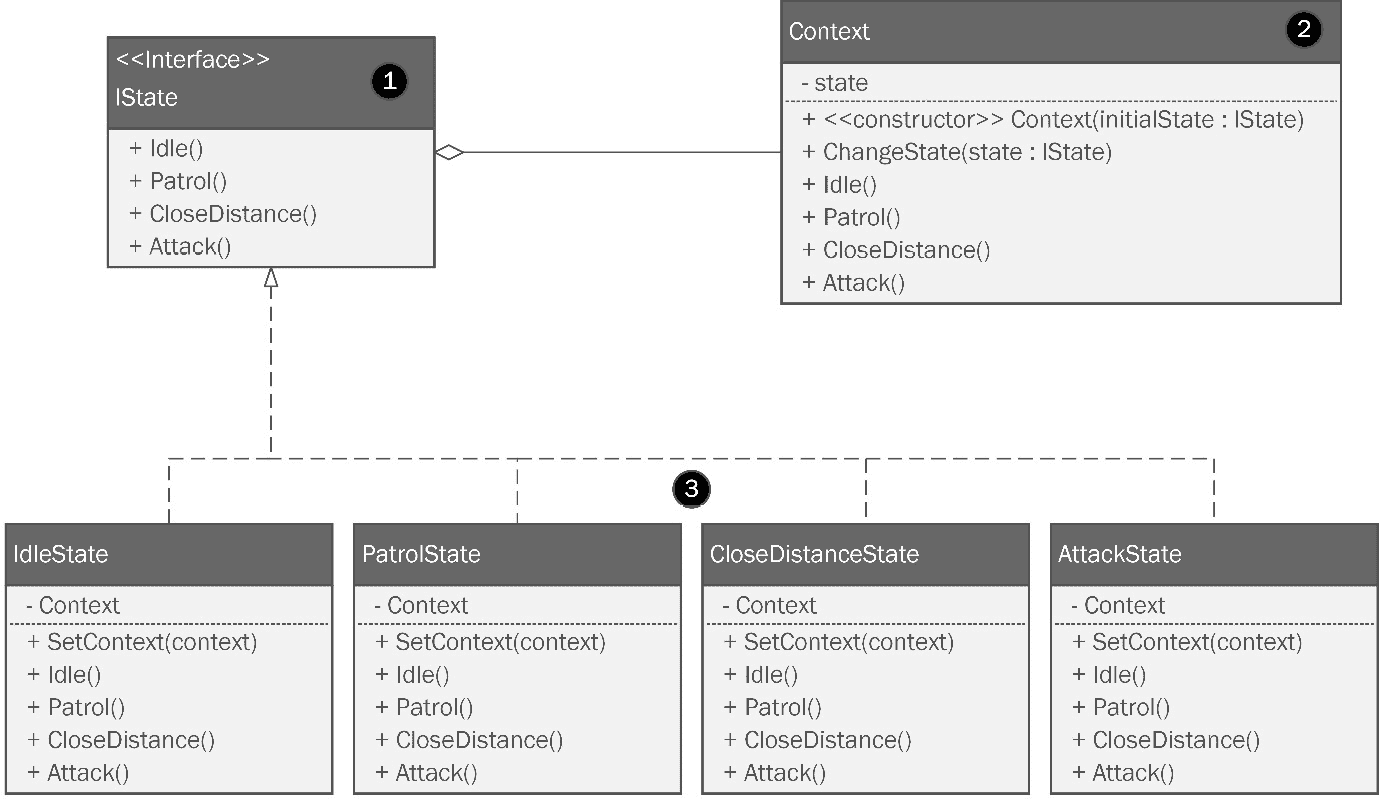 <<Interface>>
IState
1
+ Idle()
+ Patrol()
+ CloseDistance()
+ Attack()
Context
2
- state
+ <<constructor>> Context(initialState : IState)
+ ChangeState(state : IState)
+ Idle()
+ Patrol()
+ CloseDistance()
+ Attack()
3
IdleState
- Context
+ SetContext(context)
+ Idle()
+ Patrol()
+ CloseDistance()
+ Attack()
PatrolState
- Context
+ SetContext(context)
+ Idle()
+ Patrol()
+ CloseDistance()
+ Attack()
CloseDistanceState
- Context
+ SetContext(context)
+ Idle()
+ Patrol()
+ CloseDistance()
+ Attack()
AttackState
- Context
+ SetContext(context)
+ Idle()
+ Patrol()
+ CloseDistance()
+ Attack()